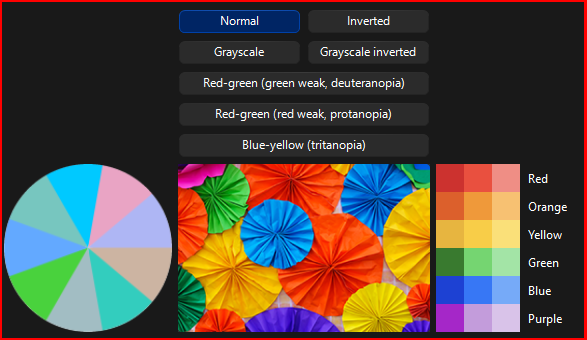 Normal
Inverted
Grayscale
Grayscale inverted
Red-green (green weak, deuteranopia)
Red-green (red weak, protanopia)
Blue-yellow (tritanopia)
Red
Orange
Yellow
Green
Blue
Purple